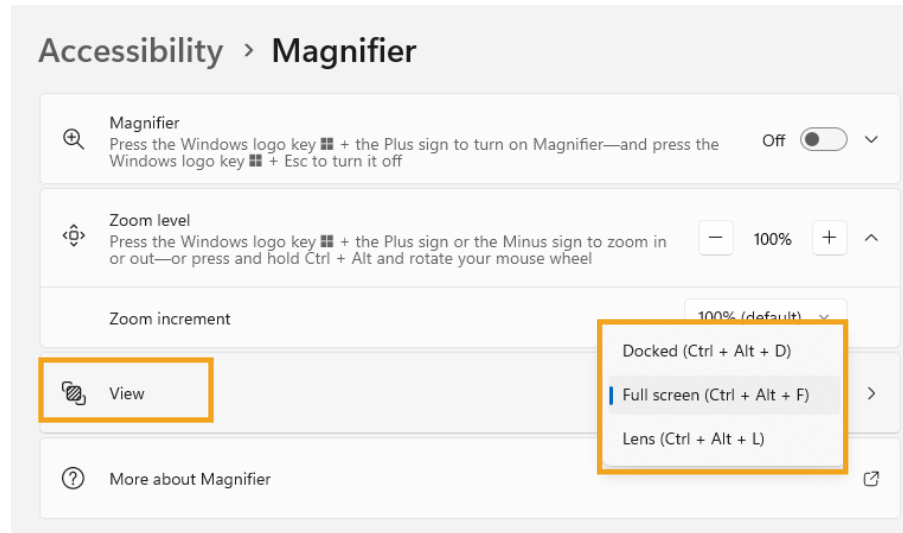 Accessibility > Magnifier
Magnifier
Press the Windows logo key + the Plus sign to turn on Magnifier—and press the
Windows logo key + Esc to turn it off
Off
Zoom level
Press the Windows logo key + the Plus sign or the Minus sign to zoom in
or out—or press and hold Ctrl + Alt and rotate your mouse wheel
100%
Zoom increment
100% (default)
Docked (Ctrl + Alt + D)
View
Full screen (Ctrl + Alt + F)
Lens (Ctrl + Alt + L)
More about Magnifier